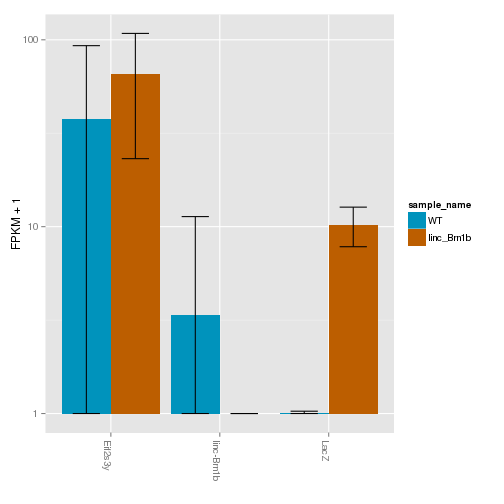 100
10
1
FPKM + 1
Eif2s3y
linc-Brn1b
LacZ
sample_name
WT
linc_Brn1b